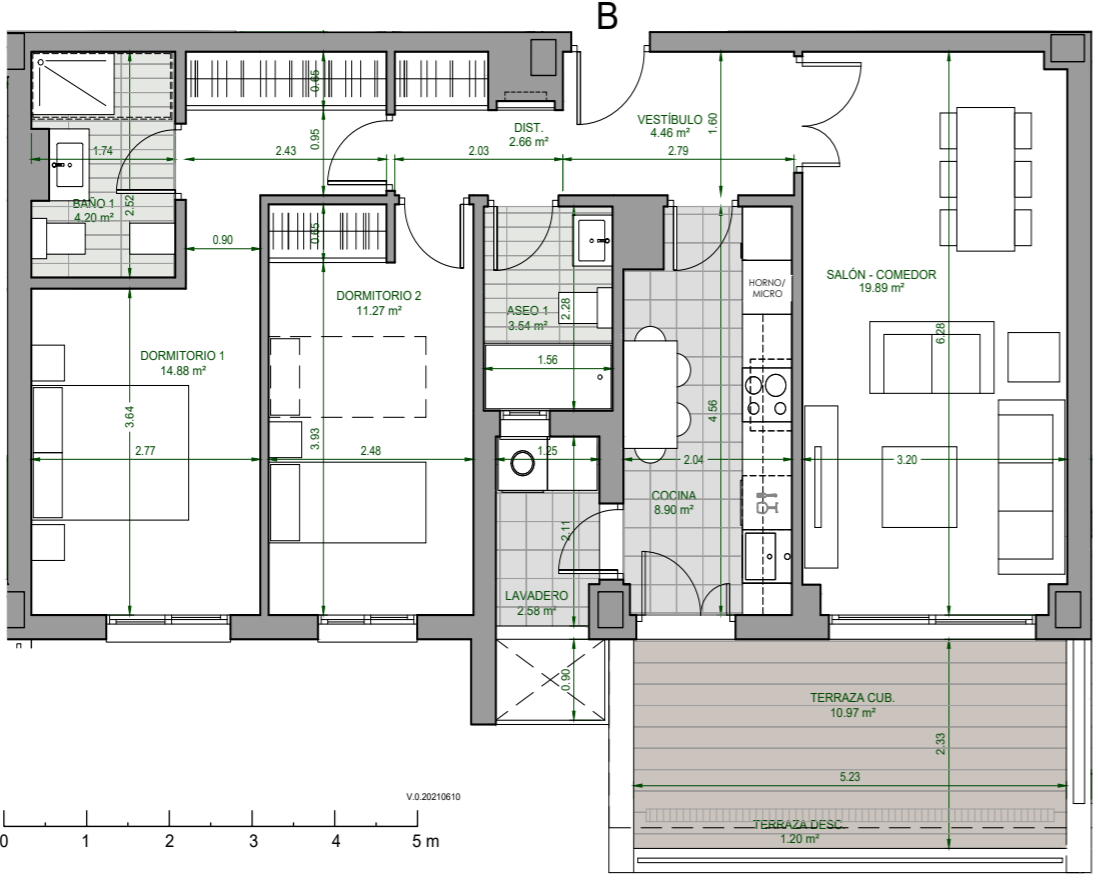 B
0.65
DIST.
2.66 m²
VESTÍBULO
4.46 m²
1.60
0.95
1.74
2.43
2.03
2.79
BAÑO 1
4.20 m²
2.52
0.90
0.65
DORMITORIO 2
11.27 m²
ASEO 1
3.54 m²
2.28
HORNO/
MICRO
SALÓN - COMEDOR
19.89 m²
6.28
DORMITORIO 1
14.88 m²
1.56
3.64
3.93
4.56
2.77
2.48
1.25
2.04
3.20
COCINA
8.90 m²
2.11
LAVADERO
2.58 m²
0.90
TERRAZA CUB.
10.97 m²
2.33
5.23
V.0.20210610
TERRAZA DESC.
1.20 m²
0 1 2 3 4 5 m